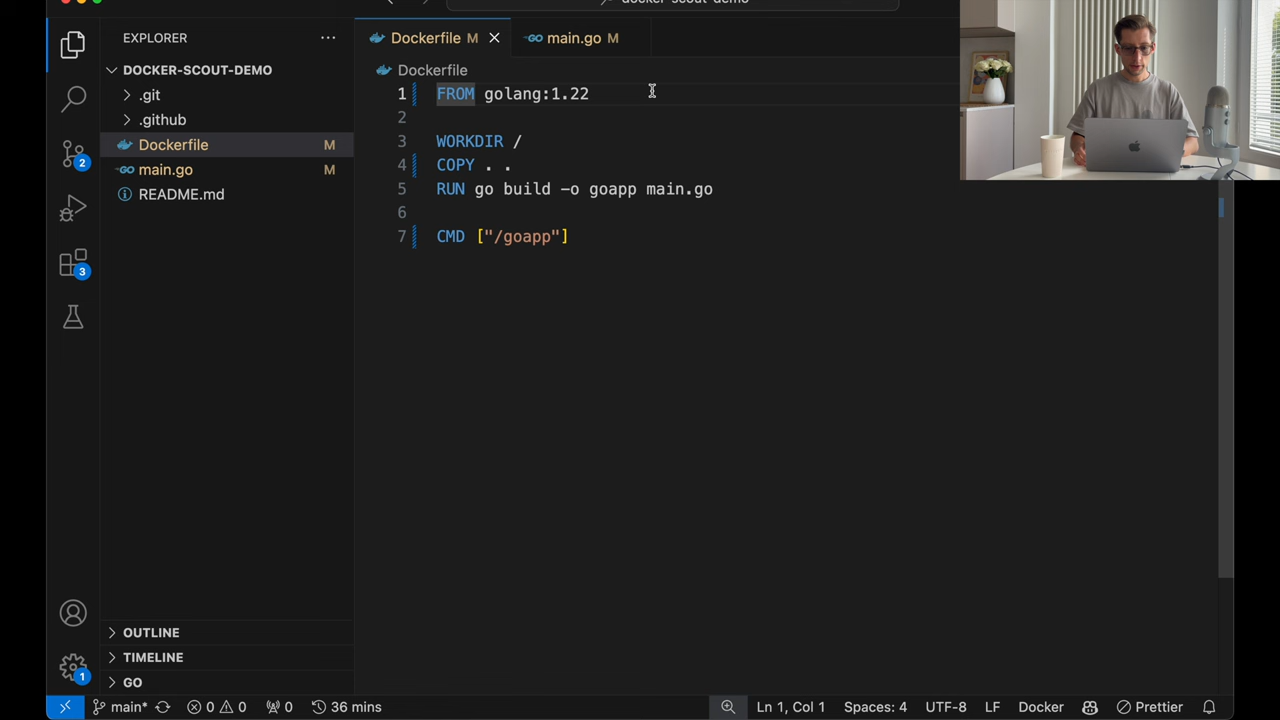 docker-scout-demo
EXPLORER
Dockerfile M
main.go M
DOCKER-SCOUT-DEMO
Dockerfile
.git
1 FROM golang:1.22
.github
2
Dockerfile M
3 WORKDIR /
main.go M
4 COPY . .
README.md
5 RUN go build -o goapp main.go
6
7 CMD ["/goapp"]
2
3
OUTLINE
TIMELINE
GO
1
main* 0 0 0 36 mins Ln 1, Col 1 Spaces: 4 UTF-8 LF Docker Prettier